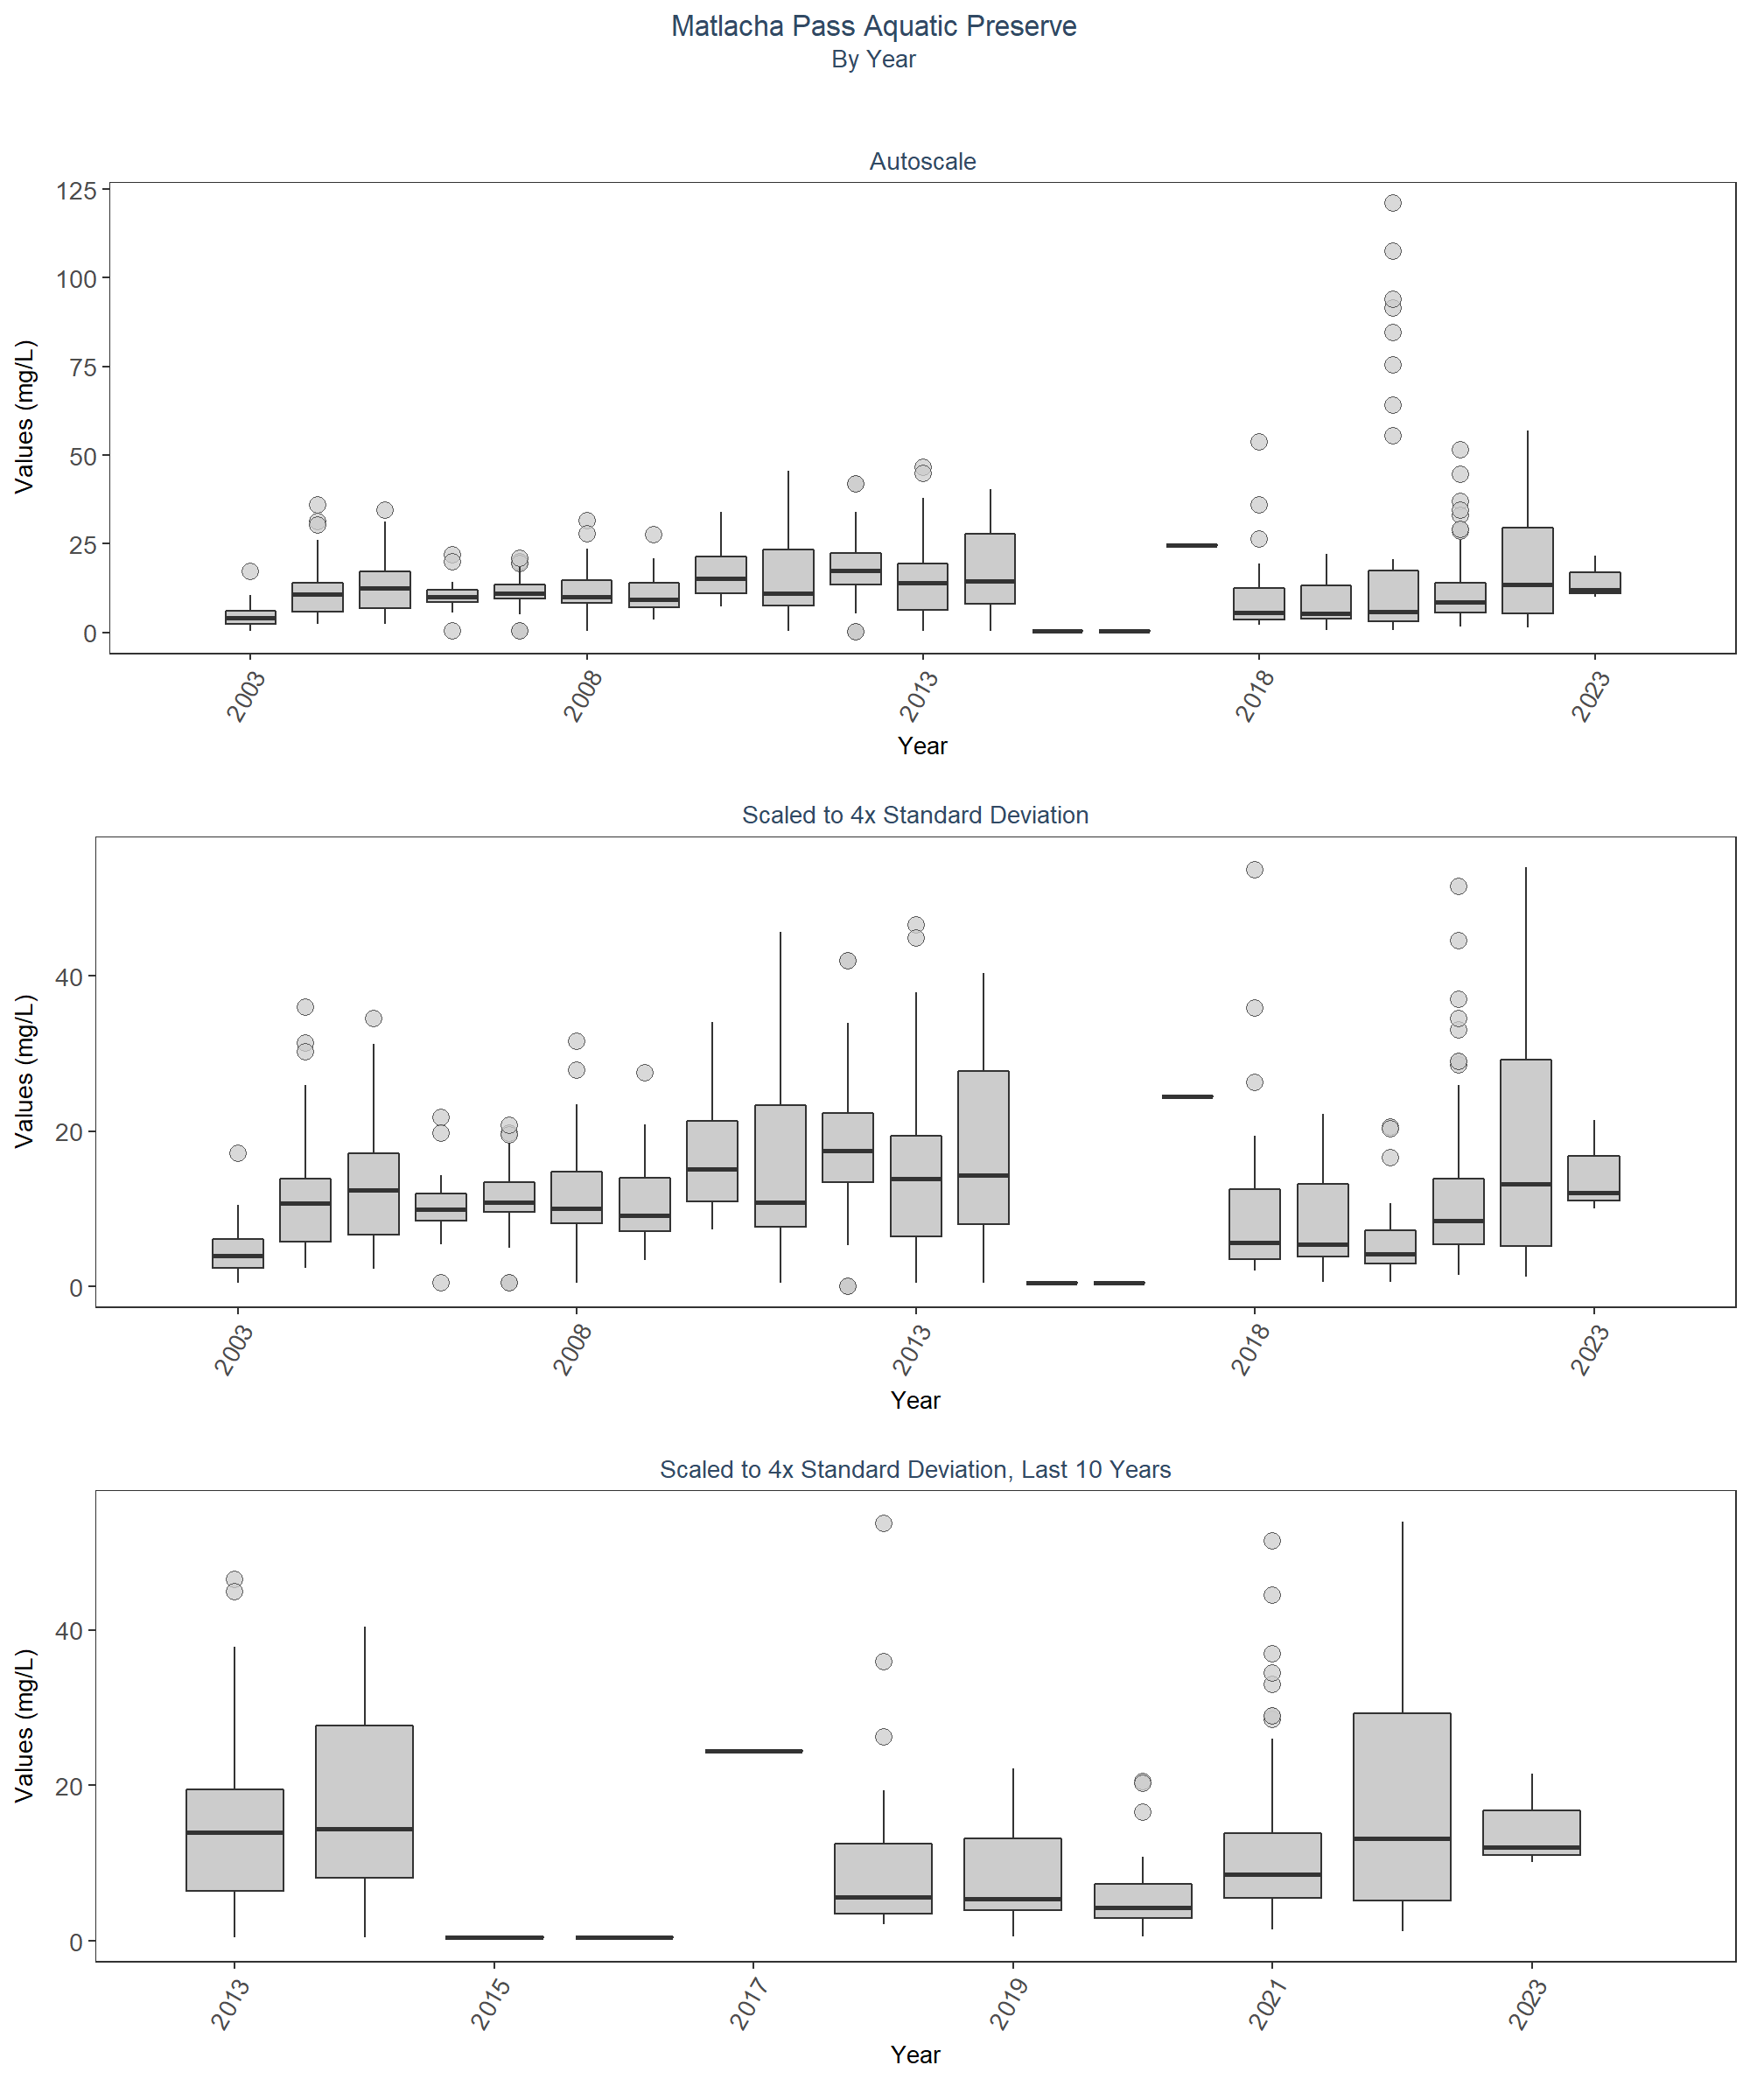 Matlacha Pass Aquatic Preserve
By Year
Autoscale
Values (mg/L)
125
100
75
50
25
0
2003
2008
2013
2018
2023
Year
Scaled to 4x Standard Deviation
Values (mg/L)
40
20
0
2003
2008
2013
2018
2023
Year
Scaled to 4x Standard Deviation, Last 10 Years
Values (mg/L)
40
20
0
2013
2015
2017
2019
2021
2023
Year